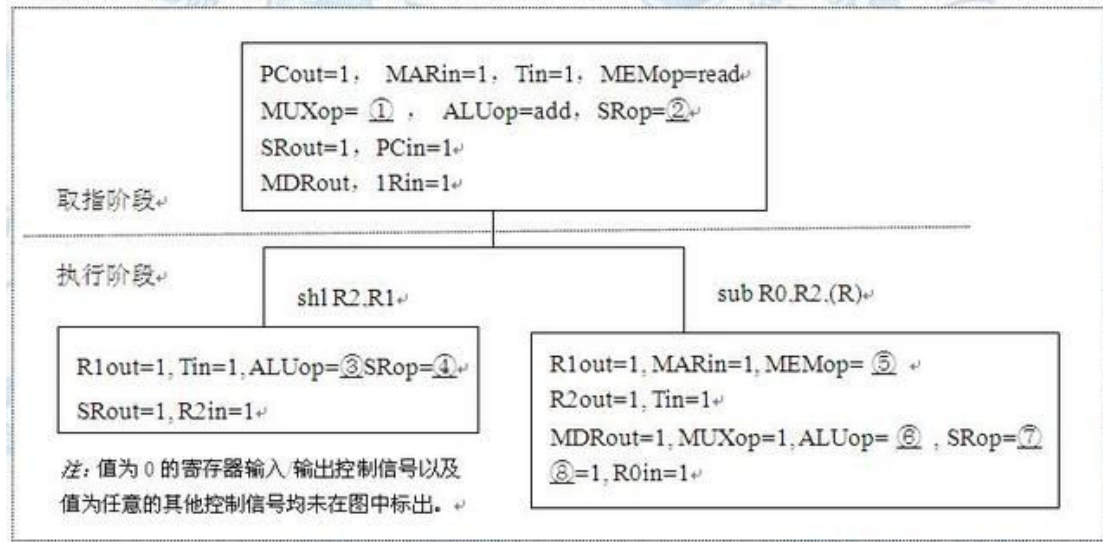 PCout=1， MARin=1，Tin=1，MEMop=read
MUXop= ① ， ALUop=add，SRop=②
SRout=1，PCin=1
MDRout，1Rin=1
取指阶段
执行阶段
shl R2,R1
sub R0,R2,(R)
R1out=1, Tin=1, ALUop=③SRop=④
SRout=1, R2in=1
R1out=1, MARin=1, MEMop= ⑤
R2out=1, Tin=1
MDRout=1, MUXop=1, ALUop= ⑥ , SRop=⑦
⑧=1, R0in=1
注：值为 0 的寄存器输入/输出控制信号以及
值为任意的其他控制信号均未在图中标出。